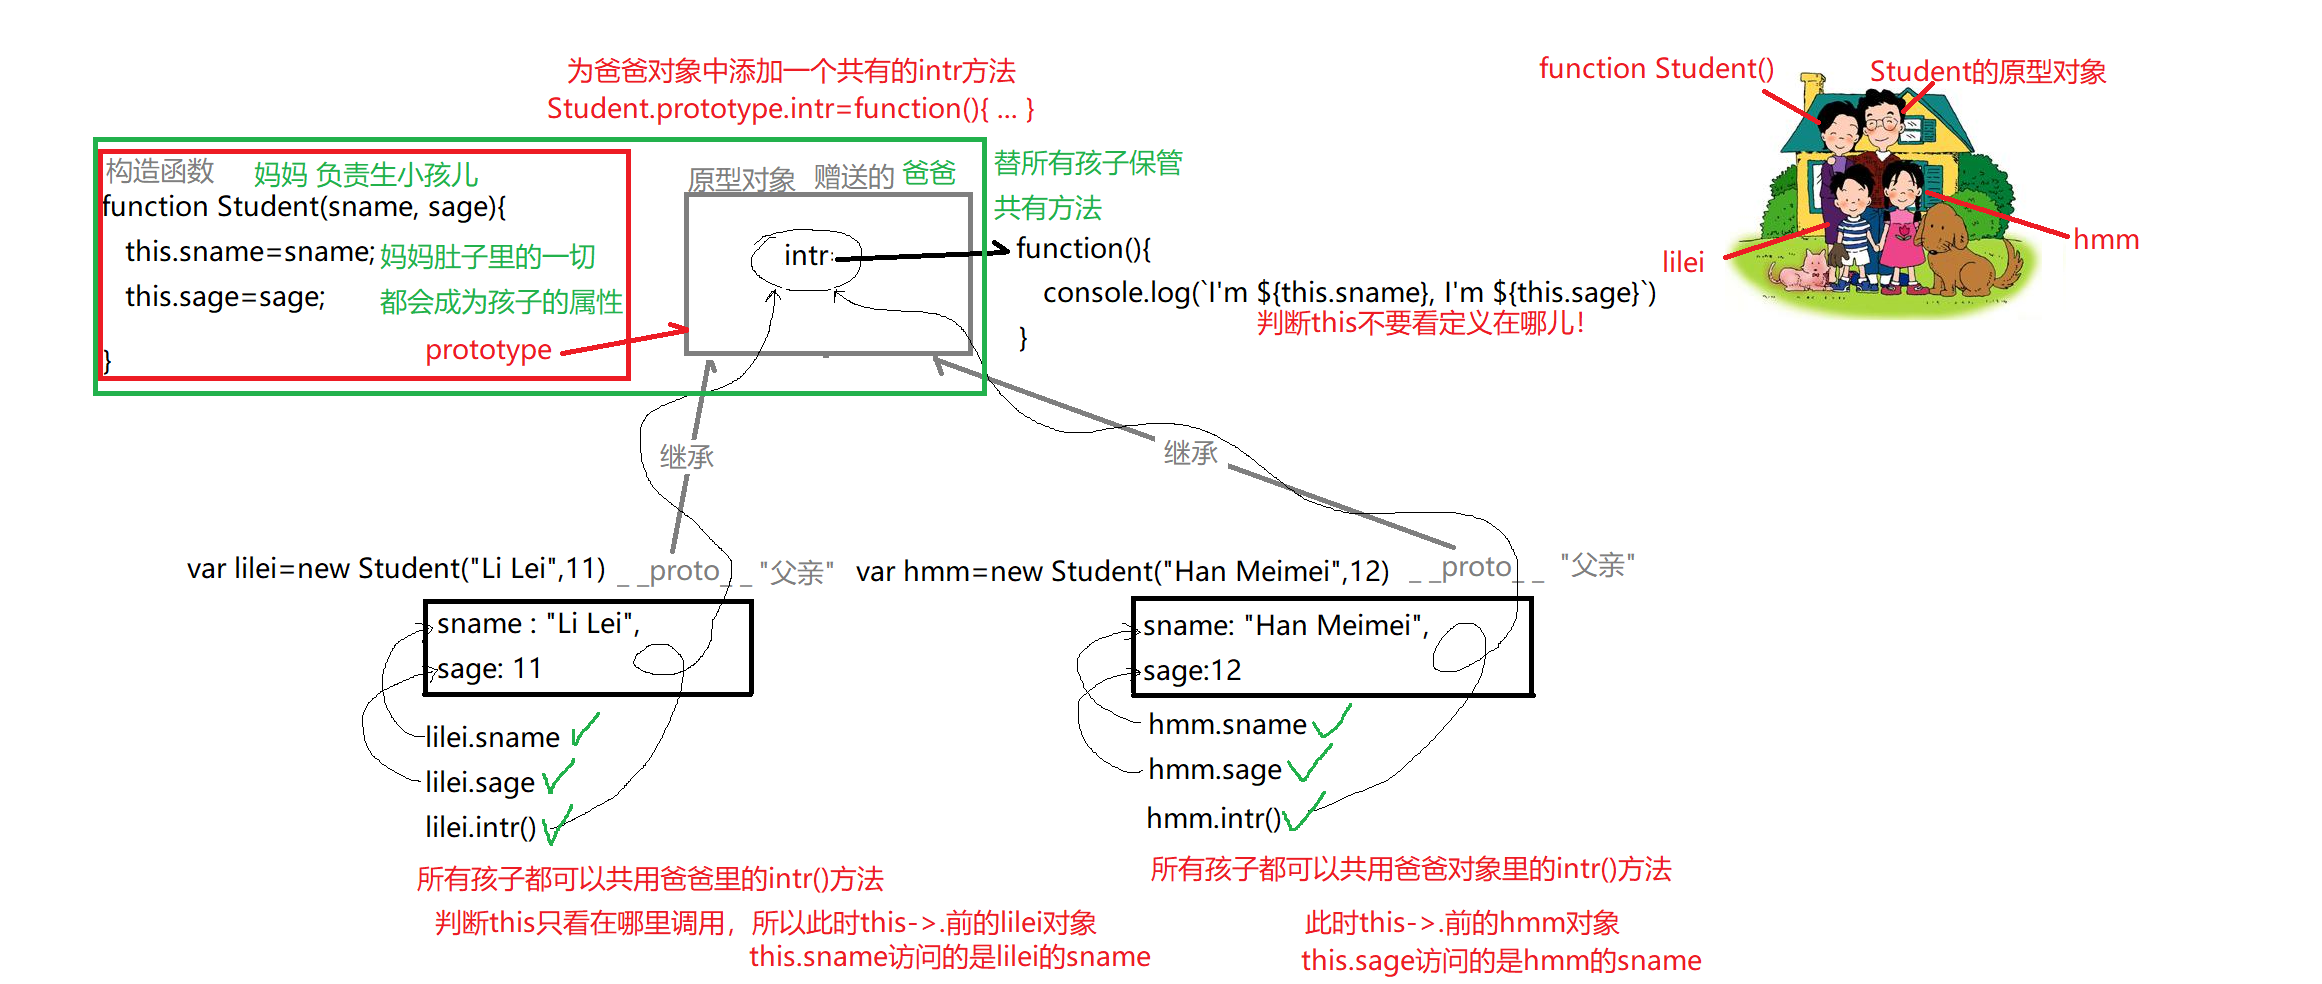 为爸爸对象中添加一个共有的intr方法
Student.prototype.intr=function(){ ... }
function Student()
Student的原型对象
构造函数 妈妈 负责生小孩儿
function Student(sname, sage){
this.sname=sname; 妈妈肚子里的一切
this.sage=sage; 都会成为孩子的属性
prototype
}
原型对象 赠送的 爸爸
intr:
替所有孩子保管
共有方法
function(){
console.log(`I'm ${this.sname}, I'm ${this.sage}`)
判断this不要看定义在哪儿！
}
lilei
hmm
继承
继承
var lilei=new Student("Li Lei",11) _ _proto_ _ "父亲"
sname : "Li Lei",
sage: 11
lilei.sname
lilei.sage
lilei.intr()
所有孩子都可以共用爸爸里的intr()方法
判断this只看在哪里调用，所以此时this->.前的lilei对象
this.sname访问的是lilei的sname
var hmm=new Student("Han Meimei",12) _ _proto_ _ "父亲"
sname: "Han Meimei",
sage:12
hmm.sname
hmm.sage
hmm.intr()
所有孩子都可以共用爸爸对象里的intr()方法
此时this->.前的hmm对象
this.sage访问的是hmm的sname